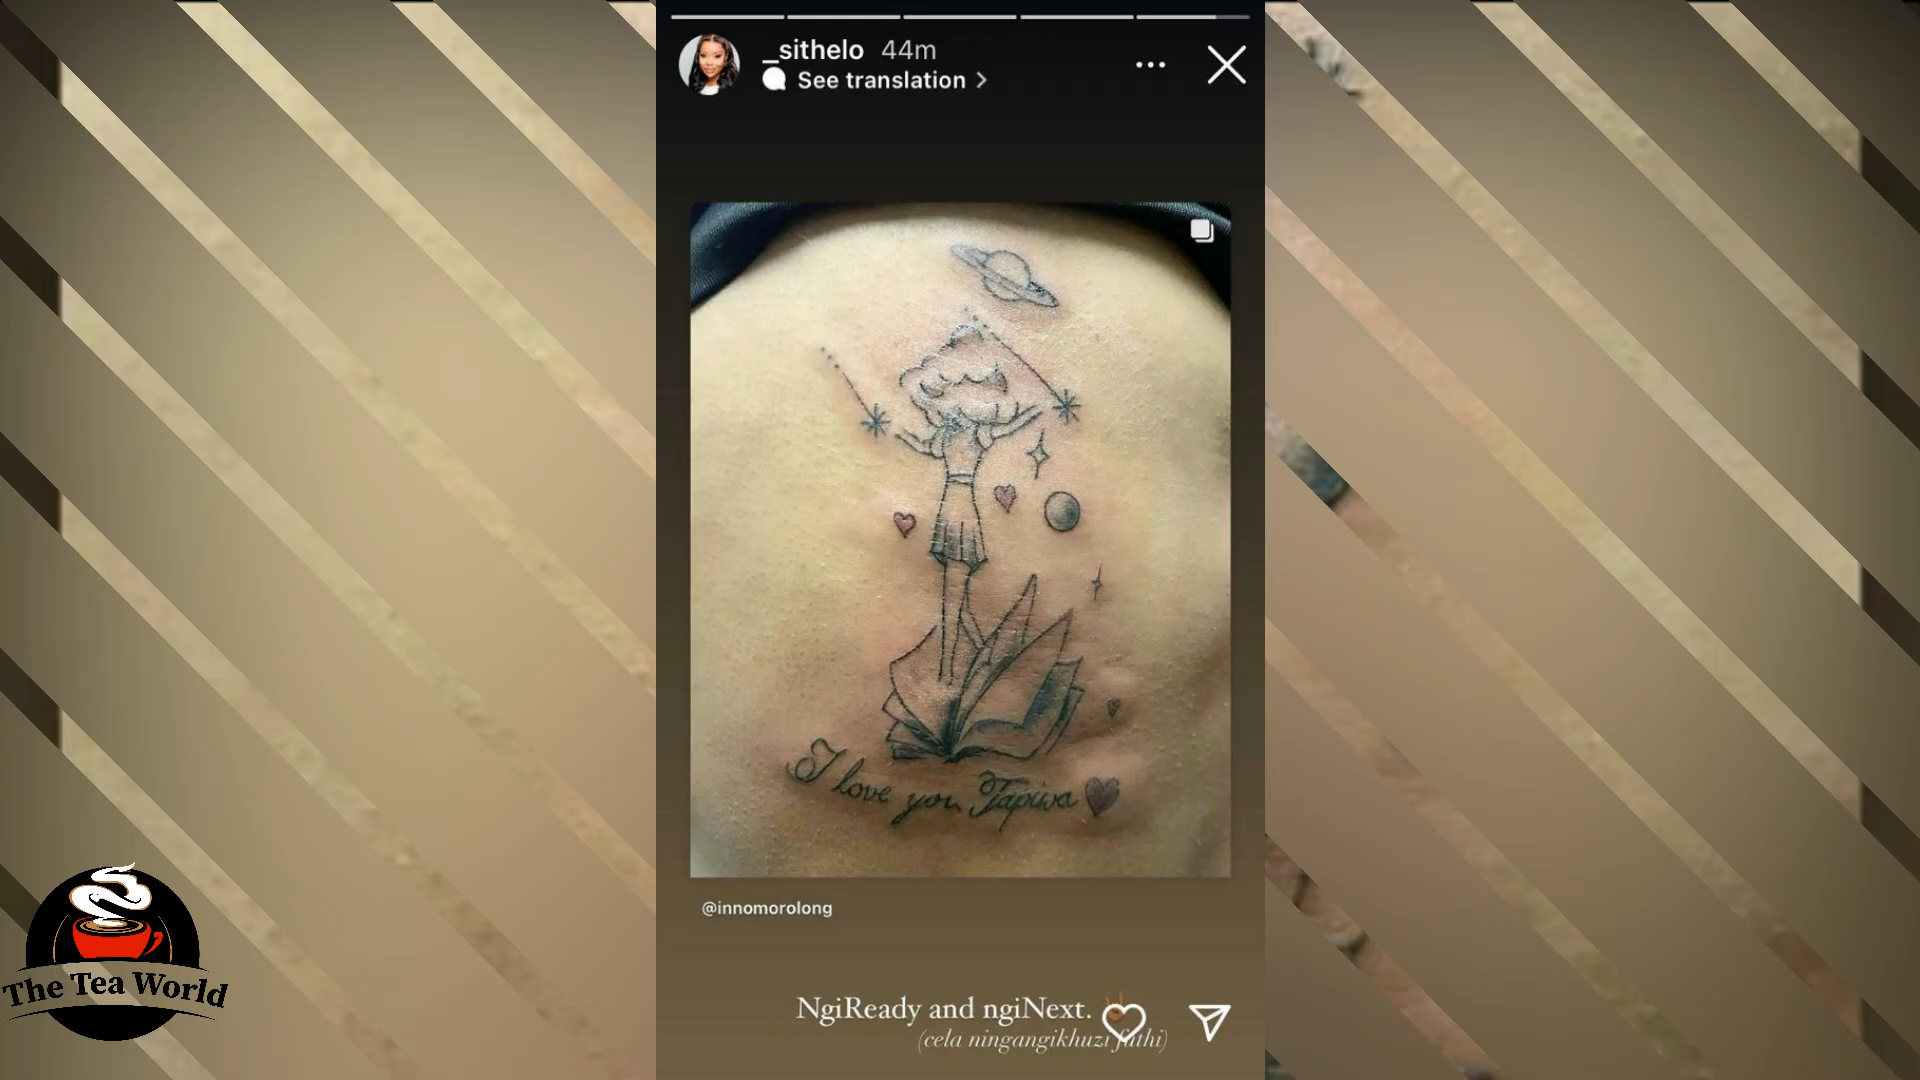 _sithelo 44m
See translation
I love you Tapiwa
@innomorolong
NgiReady and ngiNext.
(cela ningangikhuzi futhi)
The Tea World